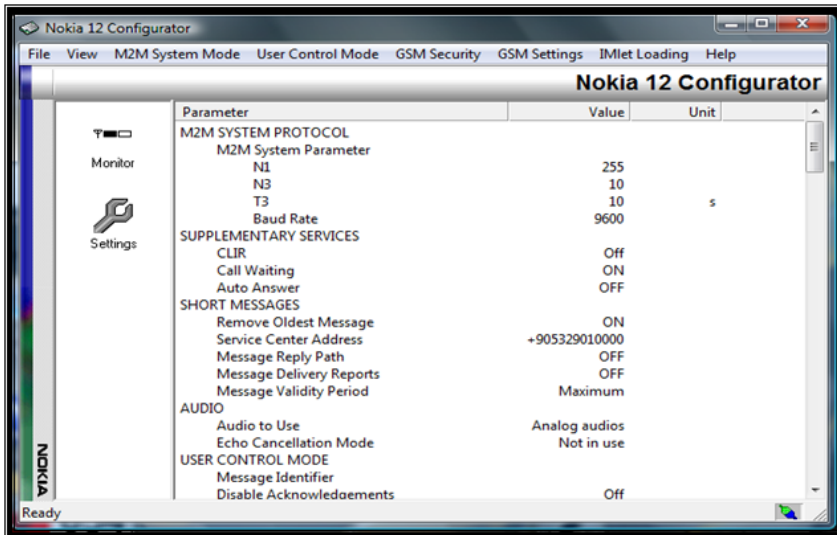 Nokia 12 Configurator
File View M2M System Mode User Control Mode GSM Security GSM Settings IMlet Loading Help
Nokia 12 Configurator
Parameter Value Unit
Monitor
Settings
M2M SYSTEM PROTOCOL
M2M System Parameter
N1 255
N3 10
T3 10 s
Baud Rate 9600
SUPPLEMENTARY SERVICES
CLIR Off
Call Waiting ON
Auto Answer OFF
SHORT MESSAGES
Remove Oldest Message ON
Service Center Address +905329010000
Message Reply Path OFF
Message Delivery Reports OFF
Message Validity Period Maximum
AUDIO
Audio to Use Analog audios
Echo Cancellation Mode Not in use
USER CONTROL MODE
Message Identifier
Disable Acknowledgements Off
NOKIA
Ready